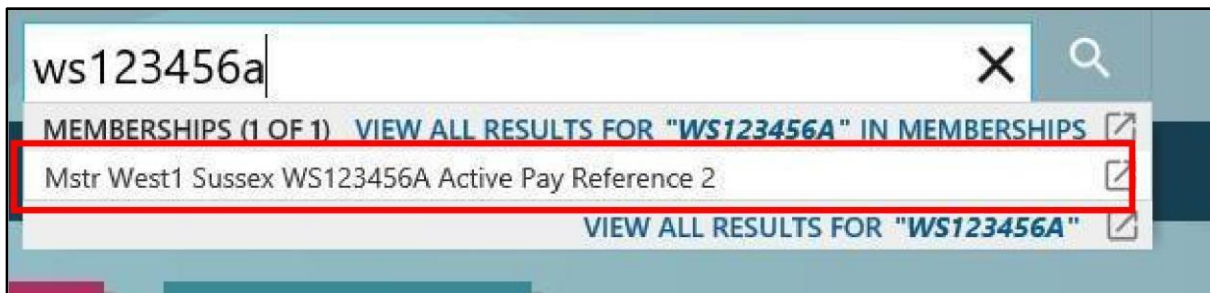 ws123456a
MEMBERSHIPS (1 OF 1) VIEW ALL RESULTS FOR "WS123456A" IN MEMBERSHIPS
Mstr West1 Sussex WS123456A Active Pay Reference 2
VIEW ALL RESULTS FOR "WS123456A"